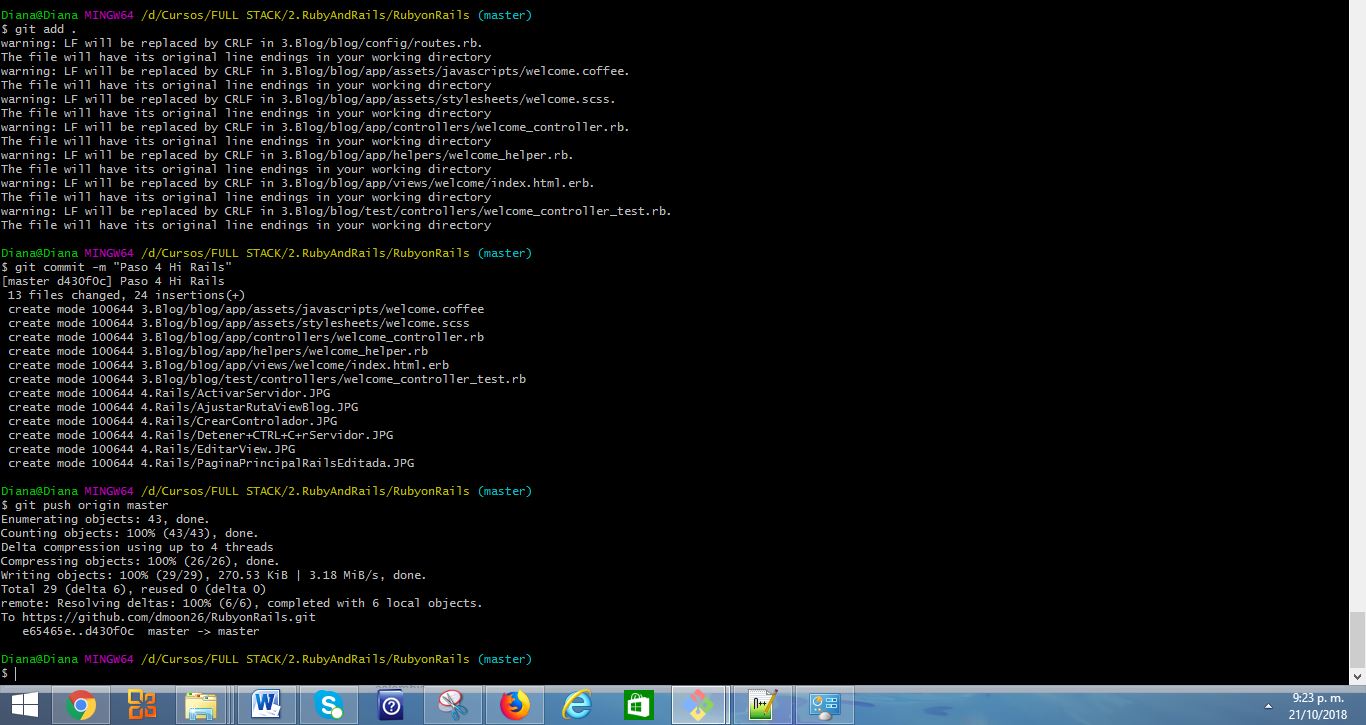 Diana@Diana MINGW64 /d/Cursos/FULL STACK/2.RubyAndRails/RubyonRails (master)
$ git add .
warning: LF will be replaced by CRLF in 3.Blog/blog/config/routes.rb.
The file will have its original line endings in your working directory
warning: LF will be replaced by CRLF in 3.Blog/blog/app/assets/javascripts/welcome.coffee.
The file will have its original line endings in your working directory
warning: LF will be replaced by CRLF in 3.Blog/blog/app/assets/stylesheets/welcome.scss.
The file will have its original line endings in your working directory
warning: LF will be replaced by CRLF in 3.Blog/blog/app/controllers/welcome_controller.rb.
The file will have its original line endings in your working directory
warning: LF will be replaced by CRLF in 3.Blog/blog/app/helpers/welcome_helper.rb.
The file will have its original line endings in your working directory
warning: LF will be replaced by CRLF in 3.Blog/blog/app/views/welcome/index.html.erb.
The file will have its original line endings in your working directory
warning: LF will be replaced by CRLF in 3.Blog/blog/test/controllers/welcome_controller_test.rb.
The file will have its original line endings in your working directory
Diana@Diana MINGW64 /d/Cursos/FULL STACK/2.RubyAndRails/RubyonRails (master)
$ git commit -m "Paso 4 Hi Rails"
[master d430f0c] Paso 4 Hi Rails
13 files changed, 24 insertions(+)
create mode 100644 3.Blog/blog/app/assets/javascripts/welcome.coffee
create mode 100644 3.Blog/blog/app/assets/stylesheets/welcome.scss
create mode 100644 3.Blog/blog/app/controllers/welcome_controller.rb
create mode 100644 3.Blog/blog/app/helpers/welcome_helper.rb
create mode 100644 3.Blog/blog/app/views/welcome/index.html.erb
create mode 100644 3.Blog/blog/test/controllers/welcome_controller_test.rb
create mode 100644 4.Rails/ActivarServidor.JPG
create mode 100644 4.Rails/AjustarRutaViewBlog.JPG
create mode 100644 4.Rails/CrearControlador.JPG
create mode 100644 4.Rails/Detener+CTRL+C+rServidor.JPG
create mode 100644 4.Rails/EditarView.JPG
create mode 100644 4.Rails/PaginaPrincipalRailsEditada.JPG
Diana@Diana MINGW64 /d/Cursos/FULL STACK/2.RubyAndRails/RubyonRails (master)
$ git push origin master
Enumerating objects: 43, done.
Counting objects: 100% (43/43), done.
Delta compression using up to 4 threads
Compressing objects: 100% (26/26), done.
Writing objects: 100% (29/29), 270.53 KiB | 3.18 MiB/s, done.
Total 29 (delta 6), reused 0 (delta 0)
remote: Resolving deltas: 100% (6/6), completed with 6 local objects.
To https://github.com/dmoon26/RubyonRails.git
e65465e..d430f0c  master -> master
Diana@Diana MINGW64 /d/Cursos/FULL STACK/2.RubyAndRails/RubyonRails (master)
$
9:23 p. m.
21/10/2018